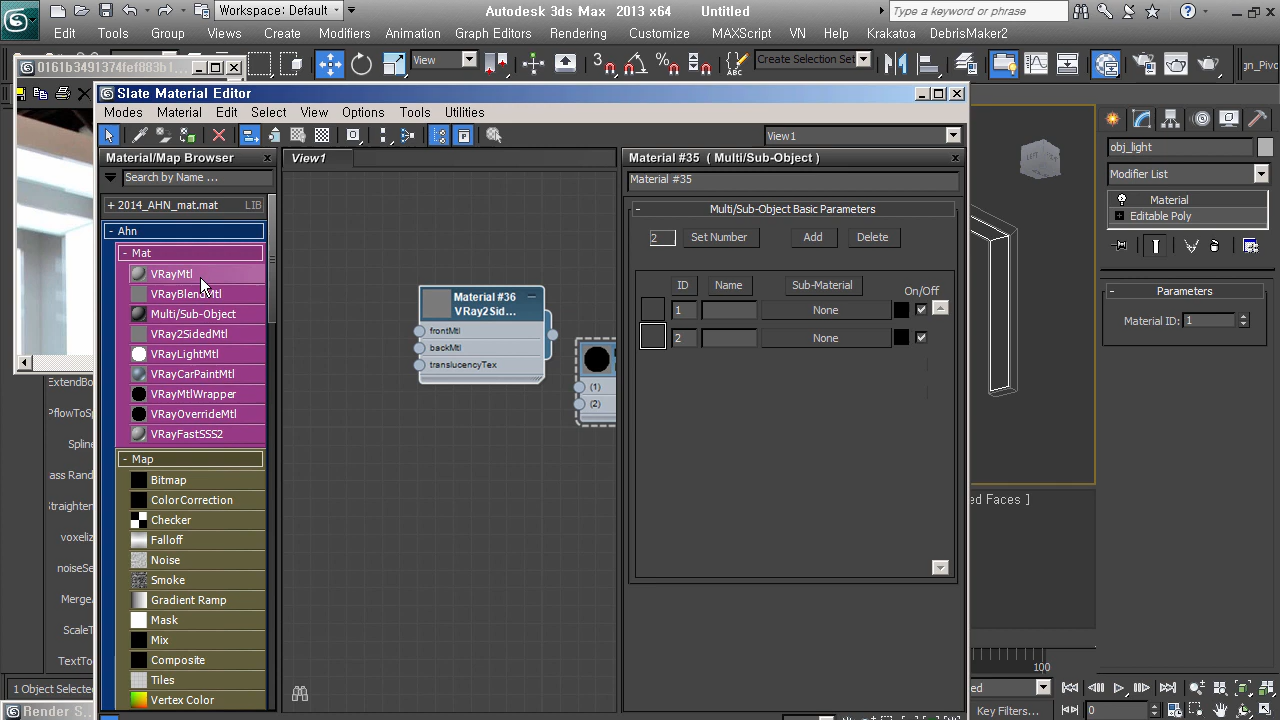 Workspace: Default
Autodesk 3ds Max  2013 x64
Untitled
Type a keyword or phrase
Edit
Tools
Group
Views
Create
Modifiers
Animation
Graph Editors
Rendering
Customize
MAXScript
VN
Help
Krakatoa
DebrisMaker2
View
Create Selection Set
gn_Pivo
Slate Material Editor
Modes
Material
Edit
Select
View
Options
Tools
Utilities
View1
Material/Map Browser
View1
Material #35  ( Multi/Sub-Object )
obj_light
Search by Name ...
Material #35
Modifier List
+ 2014_AHN_mat.mat
LIB
Material
Multi/Sub-Object Basic Parameters
Editable Poly
- Ahn
2
Set Number
Add
Delete
- Mat
VRayMtl
VRayBlendMtl
Multi/Sub-Object
VRay2SidedMtl
VRayLightMtl
VRayCarPaintMtl
VRayMtlWrapper
VRayOverrideMtl
VRayFastSSS2
Material #36
VRay2Sid...
frontMtl
backMtl
translucencyTex
(1)
(2)
ID
Name
Sub-Material
On/Off
1
None
2
None
Parameters
Material ID: 1
- Map
Bitmap
ColorCorrection
Checker
Falloff
Noise
Smoke
Gradient Ramp
Mask
Mix
Composite
Tiles
Vertex Color
ExtendBo
PflowToSp
Spline
ass Rand
Straighten
voxeliz
noiseSe
Merge
ScaleT
TextTo
ed Faces ]
100
1 Object Selected
Render S...
ed
Key Filters...
0